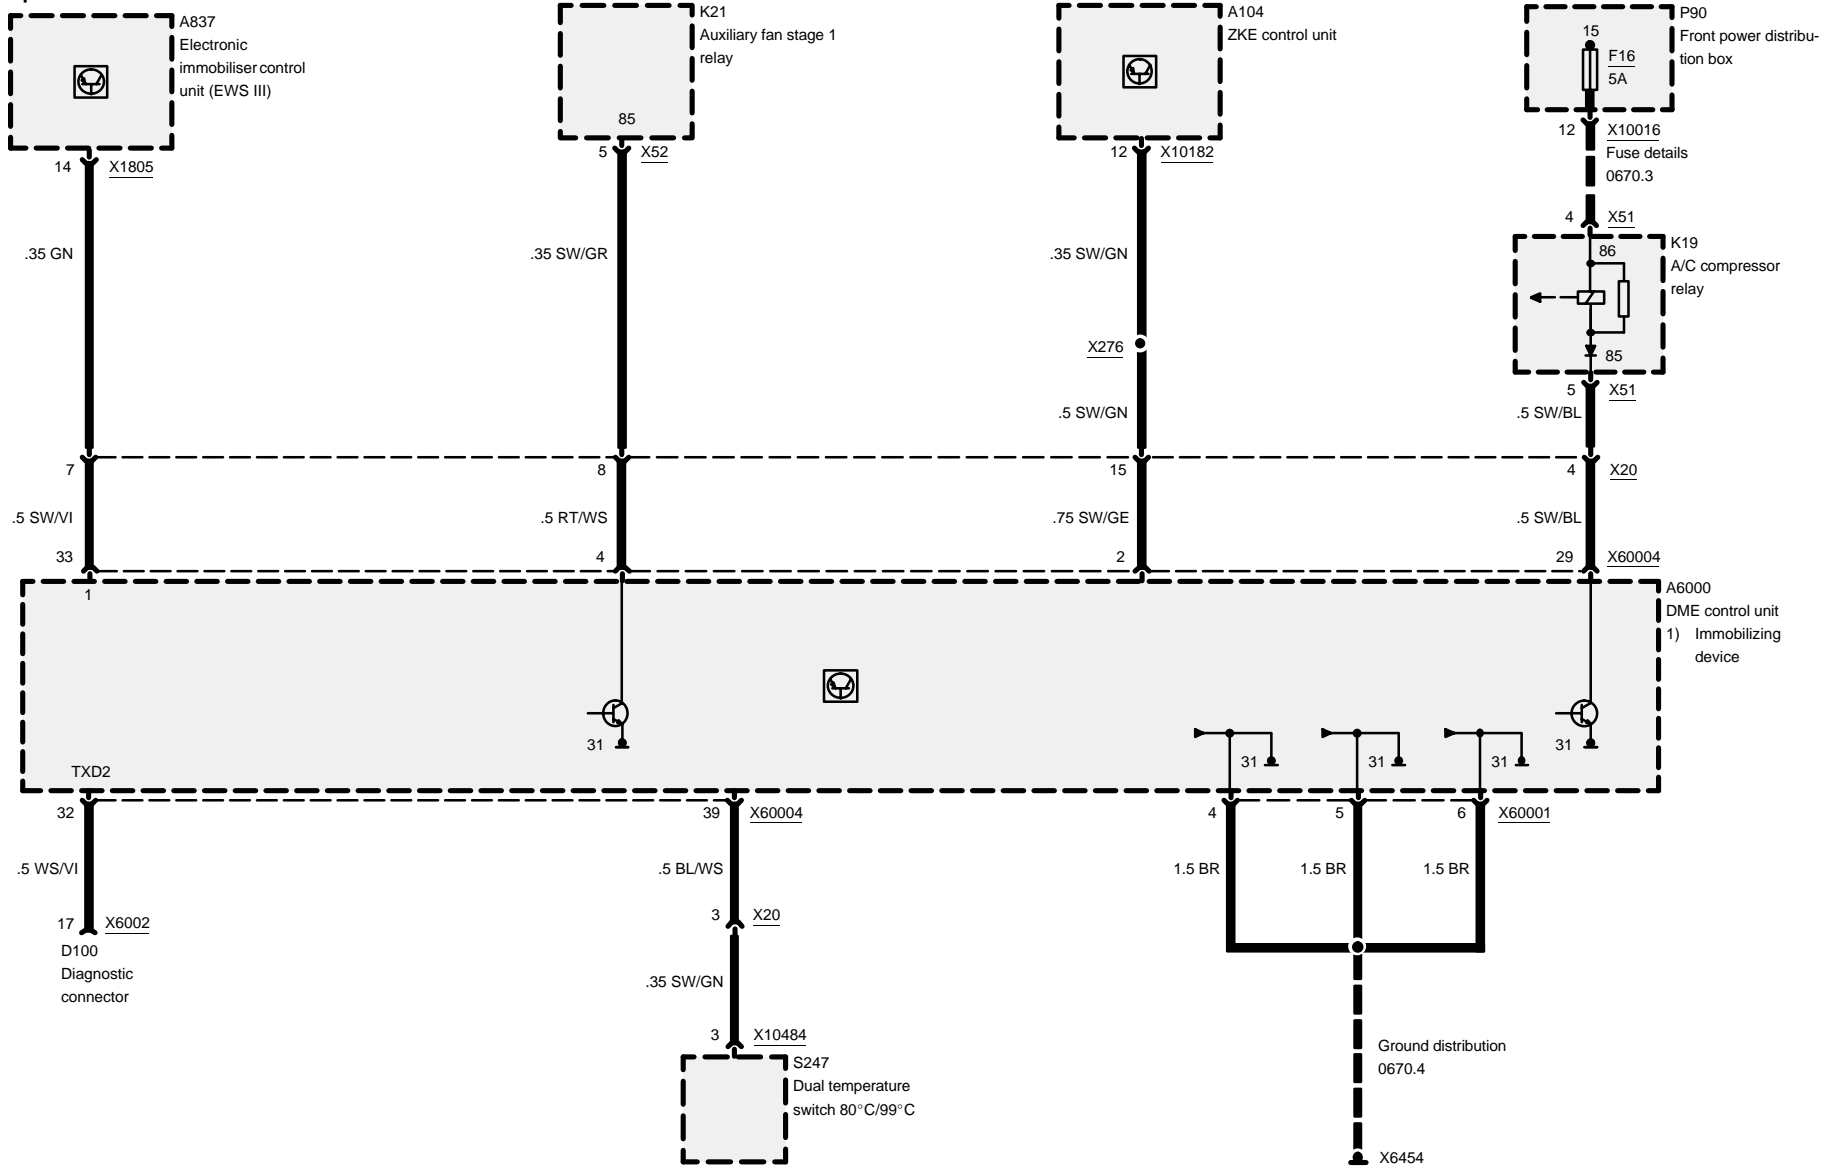 A837
Electronic
immobiliser control
unit (EWS III)
K21
Auxiliary fan stage 1
relay
85
A104
ZKE control unit
P90
Front power distribu-
tion box
15
F16
5A
14 X1805
5 X52
12 X10182
12 X10016
Fuse details
0670.3
4 X51
K19
A/C compressor
relay
86
85
5 X51
.35 GN
.35 SW/GR
.35 SW/GN
X276
.5 SW/GN
.5 SW/BL
7
8
15
4 X20
.5 SW/VI
.5 RT/WS
.75 SW/GE
.5 SW/BL
33
4
2
29 X60004
1
A6000
DME control unit
1) Immobilizing
device
31
31
31
31
31
TXD2
32
39 X60004
4
5
6 X60001
.5 WS/VI
.5 BL/WS
1.5 BR
1.5 BR
1.5 BR
17 X6002
D100
Diagnostic
connector
3 X20
.35 SW/GN
3 X10484
S247
Dual temperature
switch 80°C/99°C
Ground distribution
0670.4
X6454